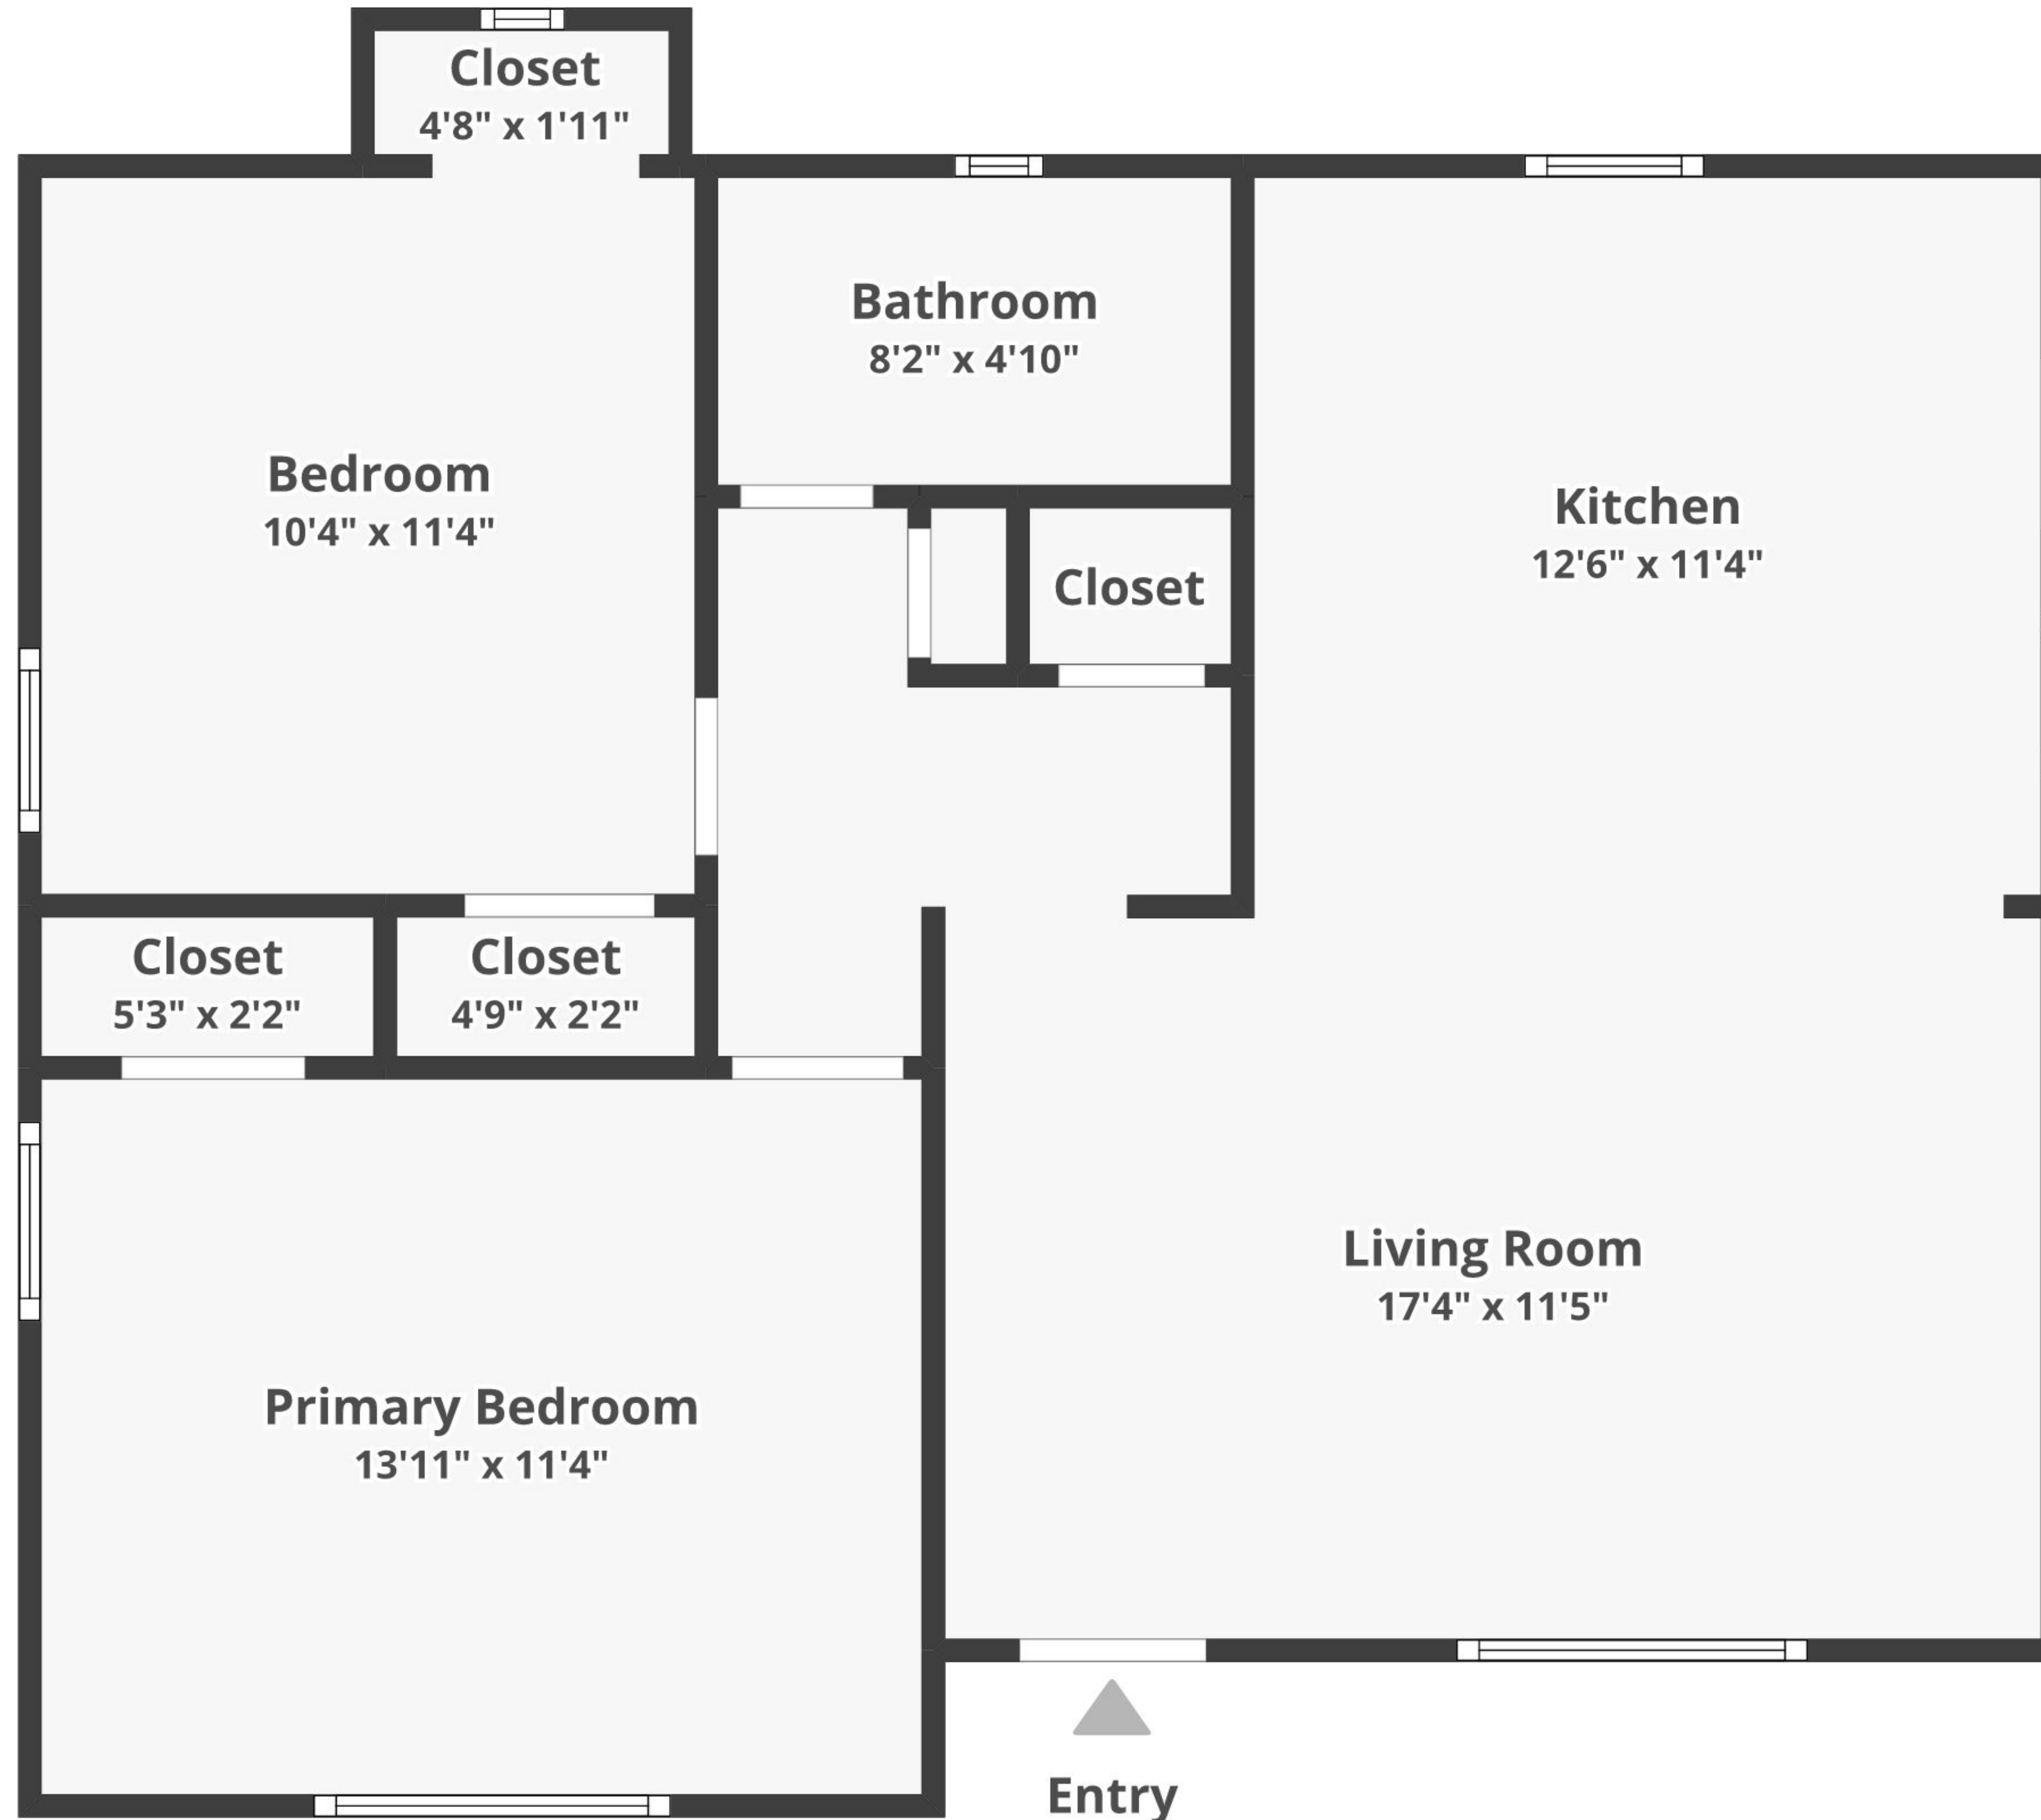 Closet
4'8" x 1'11"
Bathroom
8'2" x 4'10"
Bedroom
10'4" x 11'4"
Kitchen
12'6" x 11'4"
Closet
Closet
5'3" x 2'2"
Closet
4'9" x 2'2"
Living Room
17'4" x 11'5"
Primary Bedroom
13'11" x 11'4"
Entry